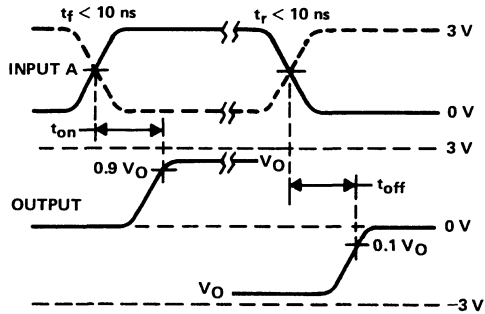 tf < 10 ns
tr < 10 ns
3 V
INPUT A
0 V
ton
3 V
0.9 VO
VO
toff
OUTPUT
0 V
0.1 VO
VO
−3 V